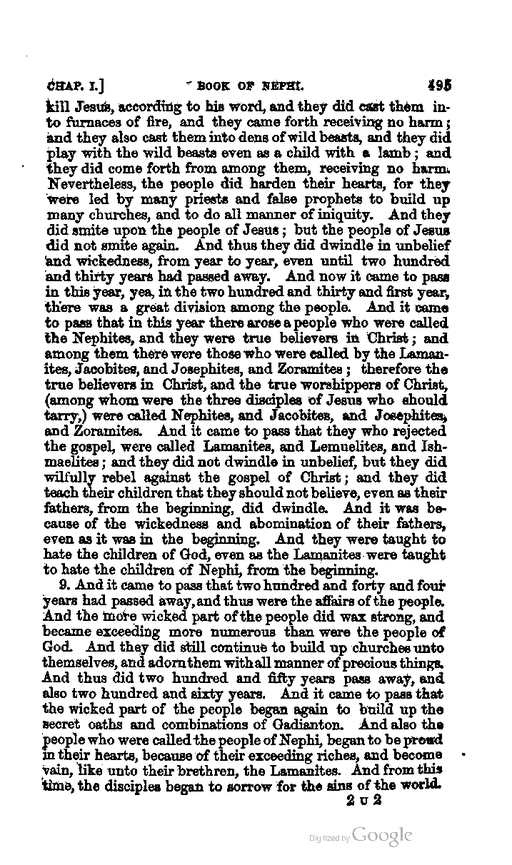 CHAP. I.] BOOK OF NEPHI. 495
kill Jesus, according to his word, and they did cast them in-
to furnaces of fire, and they came forth receiving no harm;
and they also cast them into dens of wild beasts, and they did
play with the wild beasts even as a child with a lamb; and
they did come forth from among them, receiving no harm.
Nevertheless, the people did harden their hearts, for they
were led by many priests and false prophets to build up
many churches, and to do all manner of iniquity. And they
did smite upon the people of Jesus; but the people of Jesus
did not smite again. And thus they did dwindle in unbelief
and wickedness, from year to year, even until two hundred
and thirty years had passed away. And now it came to pass
in this year, yea, in the two hundred and thirty and first year,
there was a great division among the people. And it came
to pass that in this year there arose a people who were called
the Nephites, and they were true believers in Christ; and
among them there were those who were called by the Laman-
ites, Jacobites, and Josephites, and Zoramites; therefore the
true believers in Christ, and the true worshippers of Christ,
(among whom were the three disciples of Jesus who should
tarry,) were called Nephites, and Jacobites, and Josephites,
and Zoramites. And it came to pass that they who rejected
the gospel, were called Lamanites, and Lemuelites, and Ish-
maelites; and they did not dwindle in unbelief, but they did
wilfully rebel against the gospel of Christ; and they did
teach their children that they should not believe, even as their
fathers, from the beginning, did dwindle. And it was be-
cause of the wickedness and abomination of their fathers,
even as it was in the beginning. And they were taught to
hate the children of God, even as the Lamanites were taught
to hate the children of Nephi, from the beginning.
9. And it came to pass that two hundred and forty and four
years had passed away, and thus were the affairs of the people.
And the more wicked part of the people did wax strong, and
became exceeding more numerous than were the people of
God. And they did still continue to build up churches unto
themselves, and adorn them with all manner of precious things.
And thus did two hundred and fifty years pass away, and
also two hundred and sixty years. And it came to pass that
the wicked part of the people began again to build up the
secret oaths and combinations of Gadianton. And also the
people who were called the people of Nephi, began to be proud
in their hearts, because of their exceeding riches, and become
vain, like unto their brethren, the Lamanites. And from this
time, the disciples began to sorrow for the sins of the world.
2 U 2
Digitized by Google